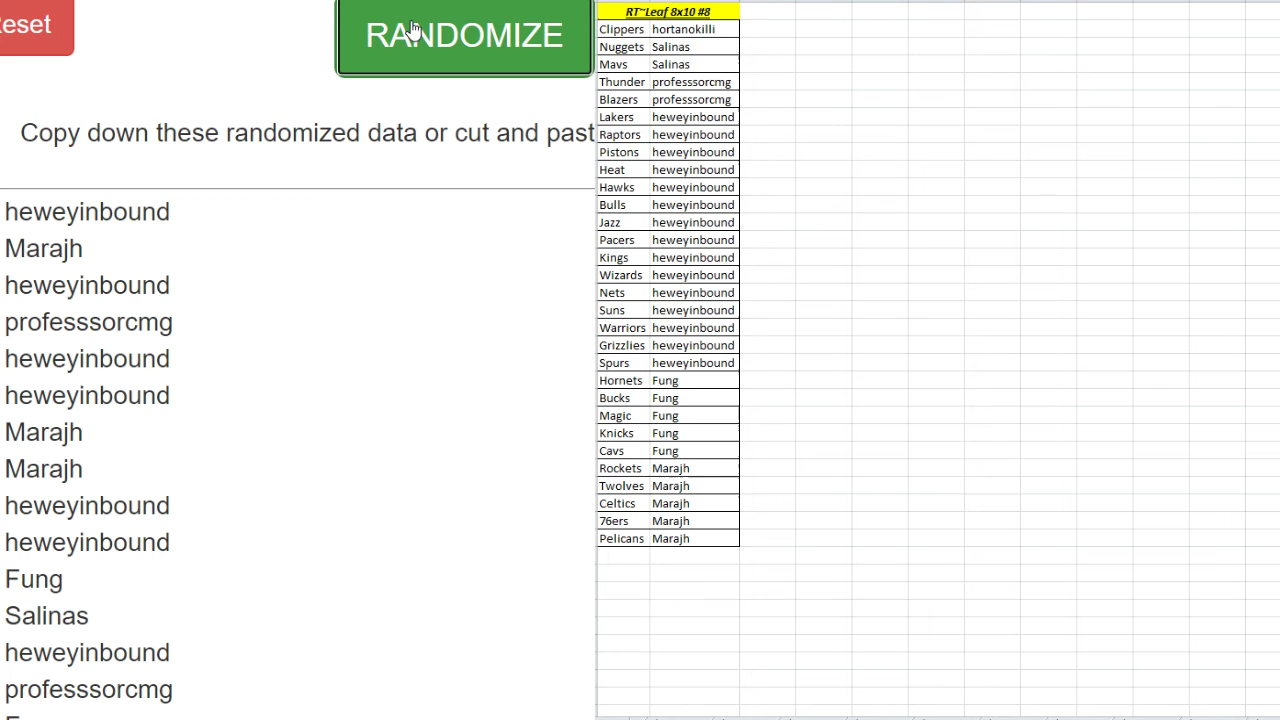 Reset
RANDOMIZE
Copy down these randomized data or cut and past
heweyinbound
Marajh
heweyinbound
professsorcmg
heweyinbound
heweyinbound
Marajh
Marajh
heweyinbound
heweyinbound
Fung
Salinas
heweyinbound
professsorcmg
RT~Leaf 8x10 #8
Clippers hortanokilli
Nuggets Salinas
Mavs Salinas
Thunder professsorcmg
Blazers professsorcmg
Lakers heweyinbound
Raptors heweyinbound
Pistons heweyinbound
Heat heweyinbound
Hawks heweyinbound
Bulls heweyinbound
Jazz heweyinbound
Pacers heweyinbound
Kings heweyinbound
Wizards heweyinbound
Nets heweyinbound
Suns heweyinbound
Warriors heweyinbound
Grizzlies heweyinbound
Spurs heweyinbound
Hornets Fung
Bucks Fung
Magic Fung
Knicks Fung
Cavs Fung
Rockets Marajh
Twolves Marajh
Celtics Marajh
76ers Marajh
Pelicans Marajh